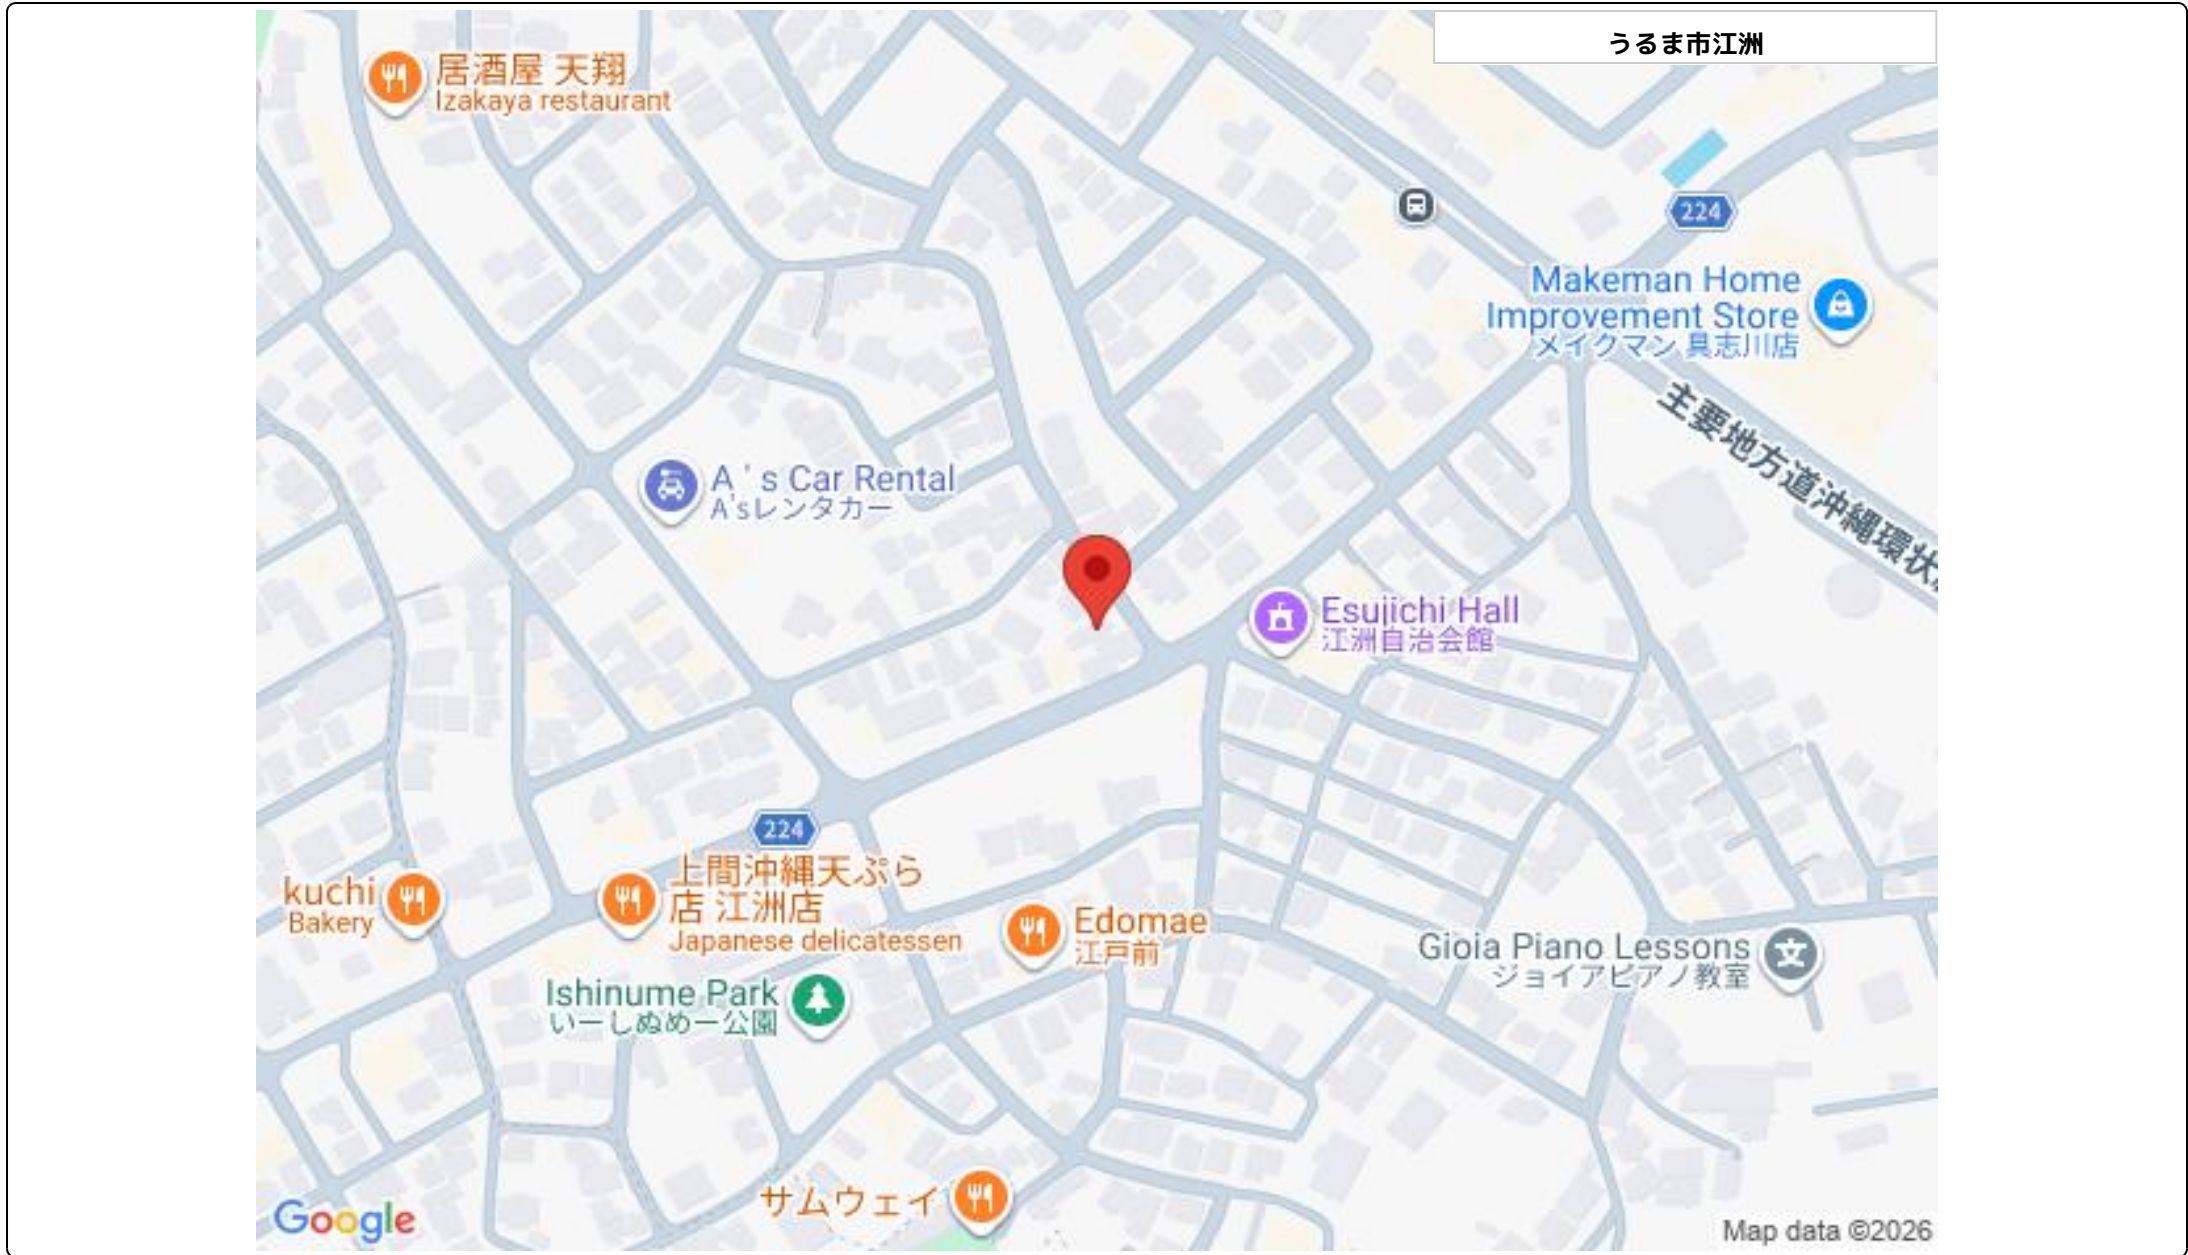 うるま市江洲
居酒屋 天翔
Izakaya restaurant
224
Makeman Home
Improvement Store
メイクマン 具志川店
主要地方道沖縄環状
A's Car Rental
A'sレンタカー
Esujichi Hall
江洲自治会館
224
上間沖縄天ぷら
店 江洲店
Japanese delicatessen
kuchi
Bakery
Edomae
江戸前
Gioia Piano Lessons
ジョイアピアノ教室
Ishinume Park
いーしぬめー公園
サムウェイ
Google
Map data ©2026